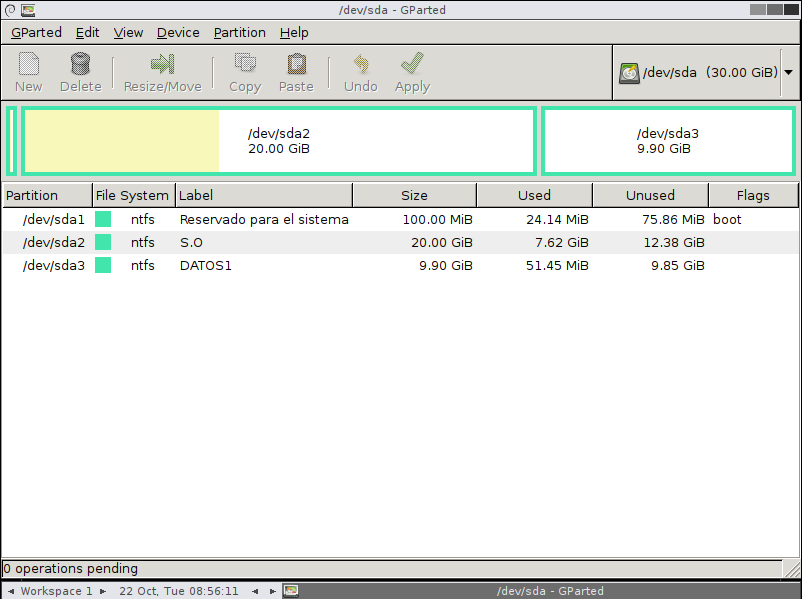 /dev/sda - GParted
GParted Edit View Device Partition Help
New Delete Resize/Move Copy Paste Undo Apply /dev/sda (30.00 GiB)
/dev/sda2 /dev/sda3
20.00 GiB 9.90 GiB
Partition File System Label Size Used Unused Flags
/dev/sda1 ntfs Reservado para el sistema 100.00 MiB 24.14 MiB 75.86 MiB boot
/dev/sda2 ntfs S.O 20.00 GiB 7.62 GiB 12.38 GiB
/dev/sda3 ntfs DATOS1 9.90 GiB 51.45 MiB 9.85 GiB
0 operations pending
Workspace 1 22 Oct, Tue 08:56:11 /dev/sda - GParted